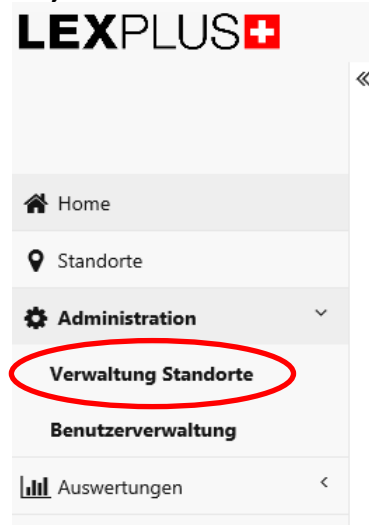 LEXPLUS
Home
Standorte
Administration
Verwaltung Standorte
Benutzerverwaltung
Auswertungen